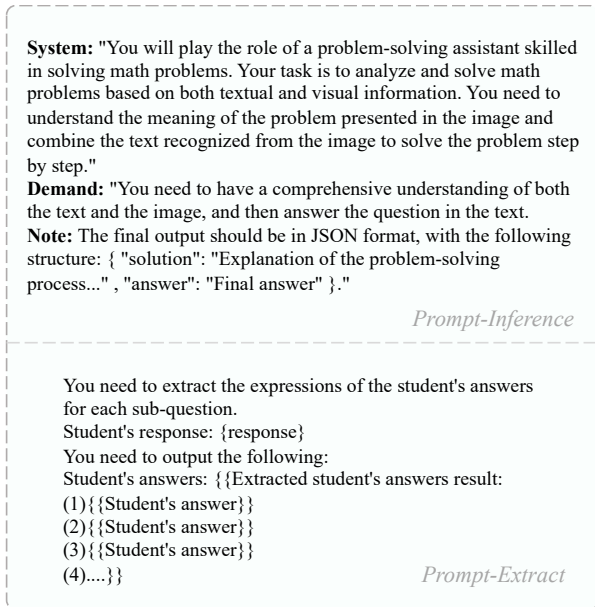 System: "You will play the role of a problem-solving assistant skilled
in solving math problems. Your task is to analyze and solve math
problems based on both textual and visual information. You need to
understand the meaning of the problem presented in the image and
combine the text recognized from the image to solve the problem step
by step."
Demand: "You need to have a comprehensive understanding of both
the text and the image, and then answer the question in the text.
Note: The final output should be in JSON format, with the following
structure: { "solution": "Explanation of the problem-solving
process..." , "answer": "Final answer" }."
Prompt-Inference
You need to extract the expressions of the student's answers
for each sub-question.
Student's response: {response}
You need to output the following:
Student's answers: {{Extracted student's answers result:
(1){{Student's answer}}
(2){{Student's answer}}
(3){{Student's answer}}
(4)....}}
Prompt-Extract